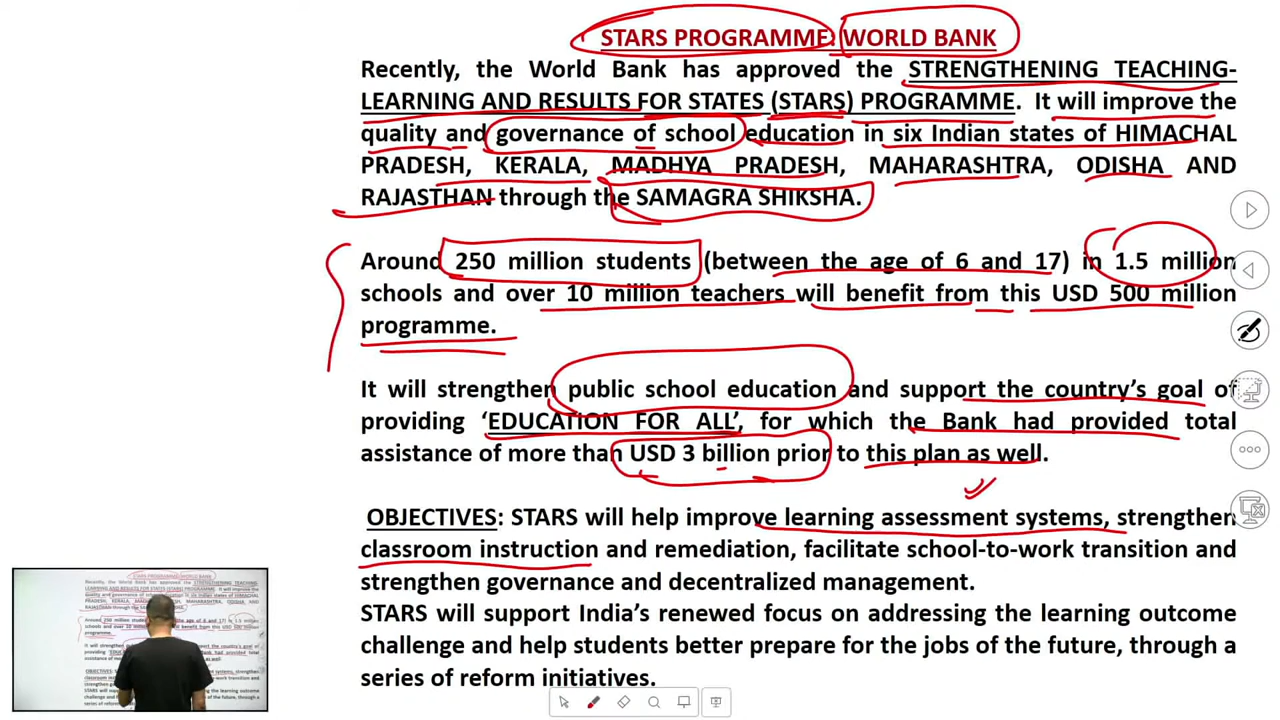 STARS PROGRAMME: WORLD BANK
Recently, the World Bank has approved the STRENGTHENING TEACHING-
LEARNING AND RESULTS FOR STATES (STARS) PROGRAMME. It will improve the
quality and governance of school education in six Indian states of HIMACHAL
PRADESH, KERALA, MADHYA PRADESH, MAHARASHTRA, ODISHA AND
RAJASTHAN through the SAMAGRA SHIKSHA.
Around 250 million students (between the age of 6 and 17) in 1.5 million
schools and over 10 million teachers will benefit from this USD 500 million
programme.
It will strengthen public school education and support the country’s goal of
providing ‘EDUCATION FOR ALL’, for which the Bank had provided total
assistance of more than USD 3 billion prior to this plan as well.
OBJECTIVES: STARS will help improve learning assessment systems, strengthen
classroom instruction and remediation, facilitate school-to-work transition and
strengthen governance and decentralized management.
STARS will support India’s renewed focus on addressing the learning outcome
challenge and help students better prepare for the jobs of the future, through a
series of reform initiatives.